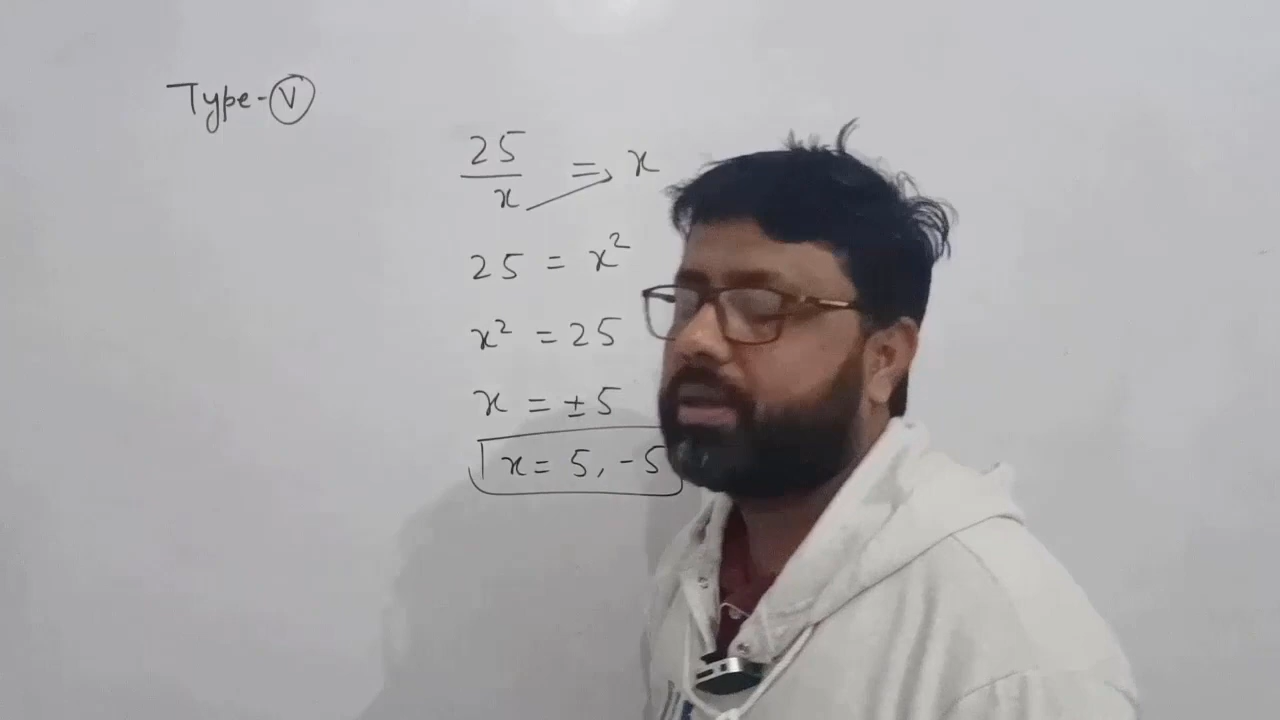 Type-V
25/x = x
25 = x²
x² = 25
x = ±5
x = 5, -5